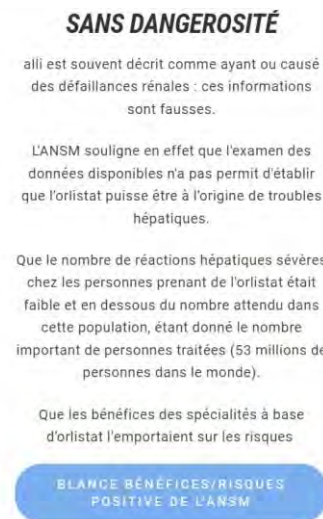 SANS DANGEROSITÉ
alli est souvent décrit comme ayant ou causé
des défaillances rénales : ces informations
sont fausses.
L'ANSM souligne en effet que l'examen des
données disponibles n'a pas permit d'établir
que l'orlistat puisse être à l'origine de troubles
hépatiques.
Que le nombre de réactions hépatiques sévères
chez les personnes prenant de l'orlistat était
faible et en dessous du nombre attendu dans
cette population, étant donné le nombre
important de personnes traitées (53 millions de
personnes dans le monde).
Que les bénéfices des spécialités à base
d'orlistat l'emportaient sur les risques
BLANCE BÉNÉFICES/RISQUES
POSITIVE DE L'ANSM